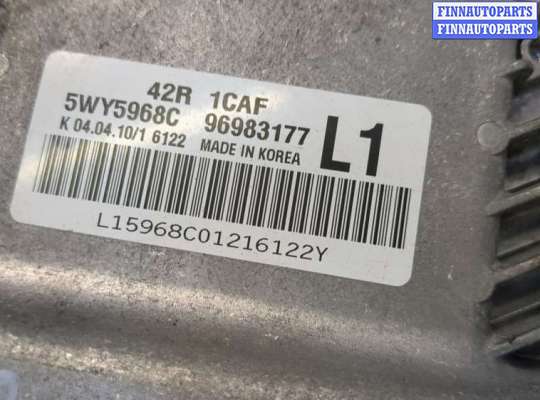 FINNAUTOPARTS
FINNAUTOPARTS
42R 1CAF
5WY5968C 96983177 L1
K 04.04.10/1 6122 MADE IN KOREA
L15968C01216122Y